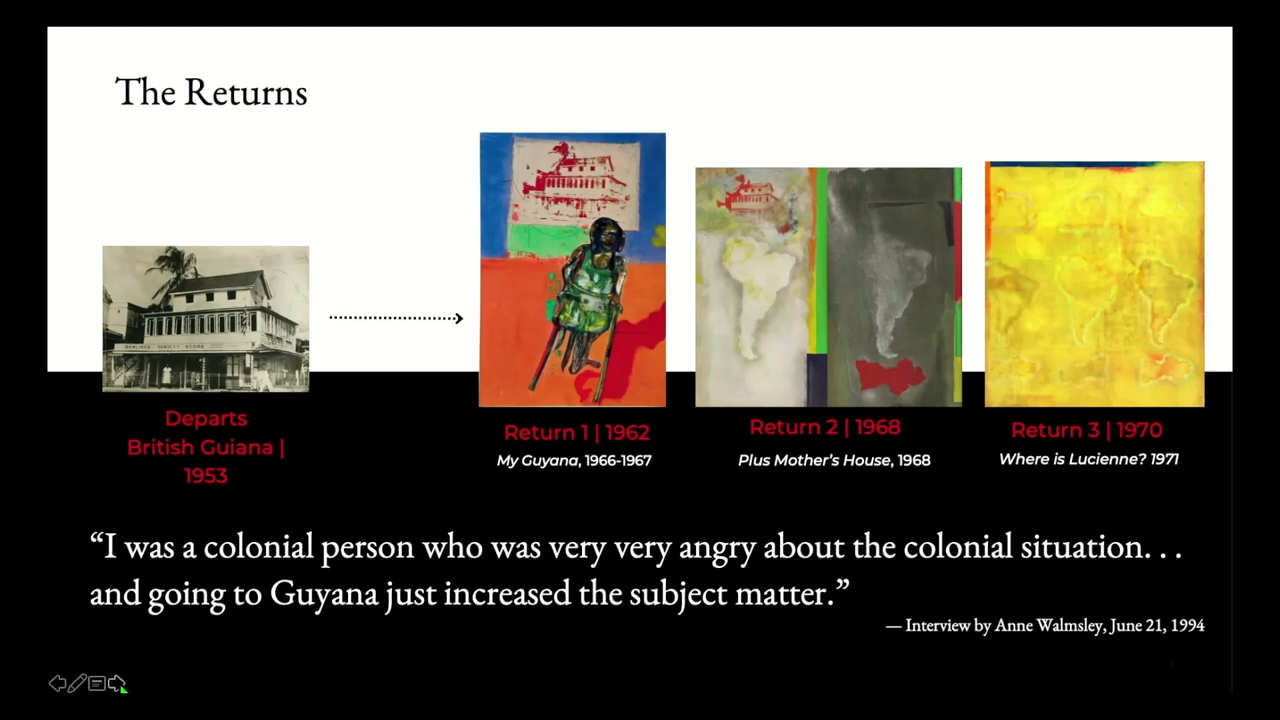 The Returns
Departs
British Guiana |
1953
Return 1 | 1962
My Guyana, 1966-1967
Return 2 | 1968
Plus Mother’s House, 1968
Return 3 | 1970
Where is Lucienne? 1971
“I was a colonial person who was very very angry about the colonial situation. . .
and going to Guyana just increased the subject matter.”
— Interview by Anne Walmsley, June 21, 1994